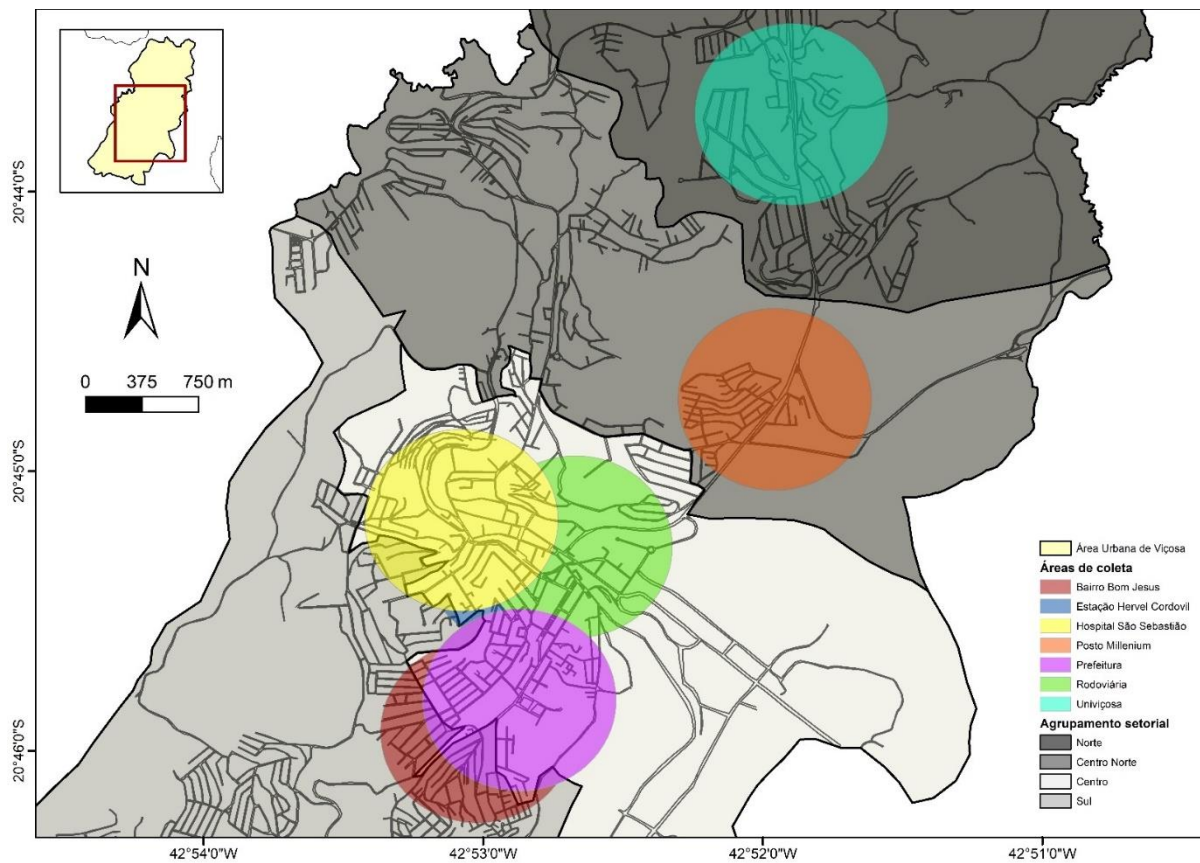 20°44'0"S
N
0 375 750 m
20°45'0"S
20°46'0"S
Área Urbana de Viçosa
Áreas de coleta
Bairro Bom Jesus
Estação Hervel Cordovil
Hospital São Sebastião
Posto Millenium
Prefeitura
Rodoviária
Univiçosa
Agrupamento setorial
Norte
Centro Norte
Centro
Sul
42°54'0"W 42°53'0"W 42°52'0"W 42°51'0"W